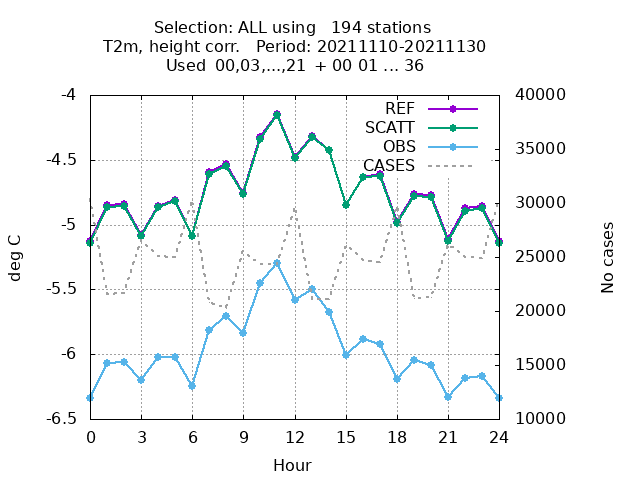 Selection: ALL using   194 stations
T2m, height corr.   Period: 20211110-20211130
Used  00,03,...,21  + 00 01 ... 36
-4
-4.5
-5
-5.5
-6
-6.5
40000
35000
30000
25000
20000
15000
10000
REF
SCATT
OBS
CASES
deg C
No cases
0 3 6 9 12 15 18 21 24
Hour